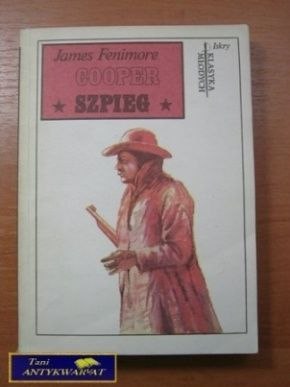 James Fenimore
COOPER
SZPIEG
Iskry
KLASYKA
MŁODYCH
Tani
ANTYKWARIAT